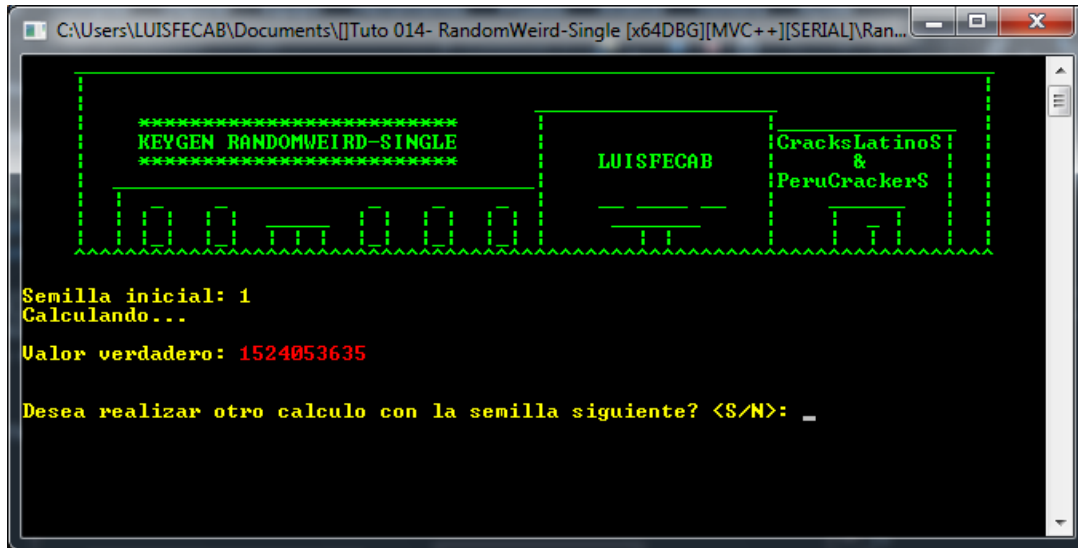 C:\Users\LUISFECAB\Documents\[]Tuto 014- RandomWeird-Single [x64DBG][MVC++][SERIAL]\Ran...
*************************
KEYGEN RANDOMWEIRD-SINGLE
*************************
LUISFECAB
CracksLatinoS
&
PeruCrackerS
Semilla inicial: 1
Calculando...
Valor verdadero: 1524053635
Desea realizar otro calculo con la semilla siguiente? <S/N>: _